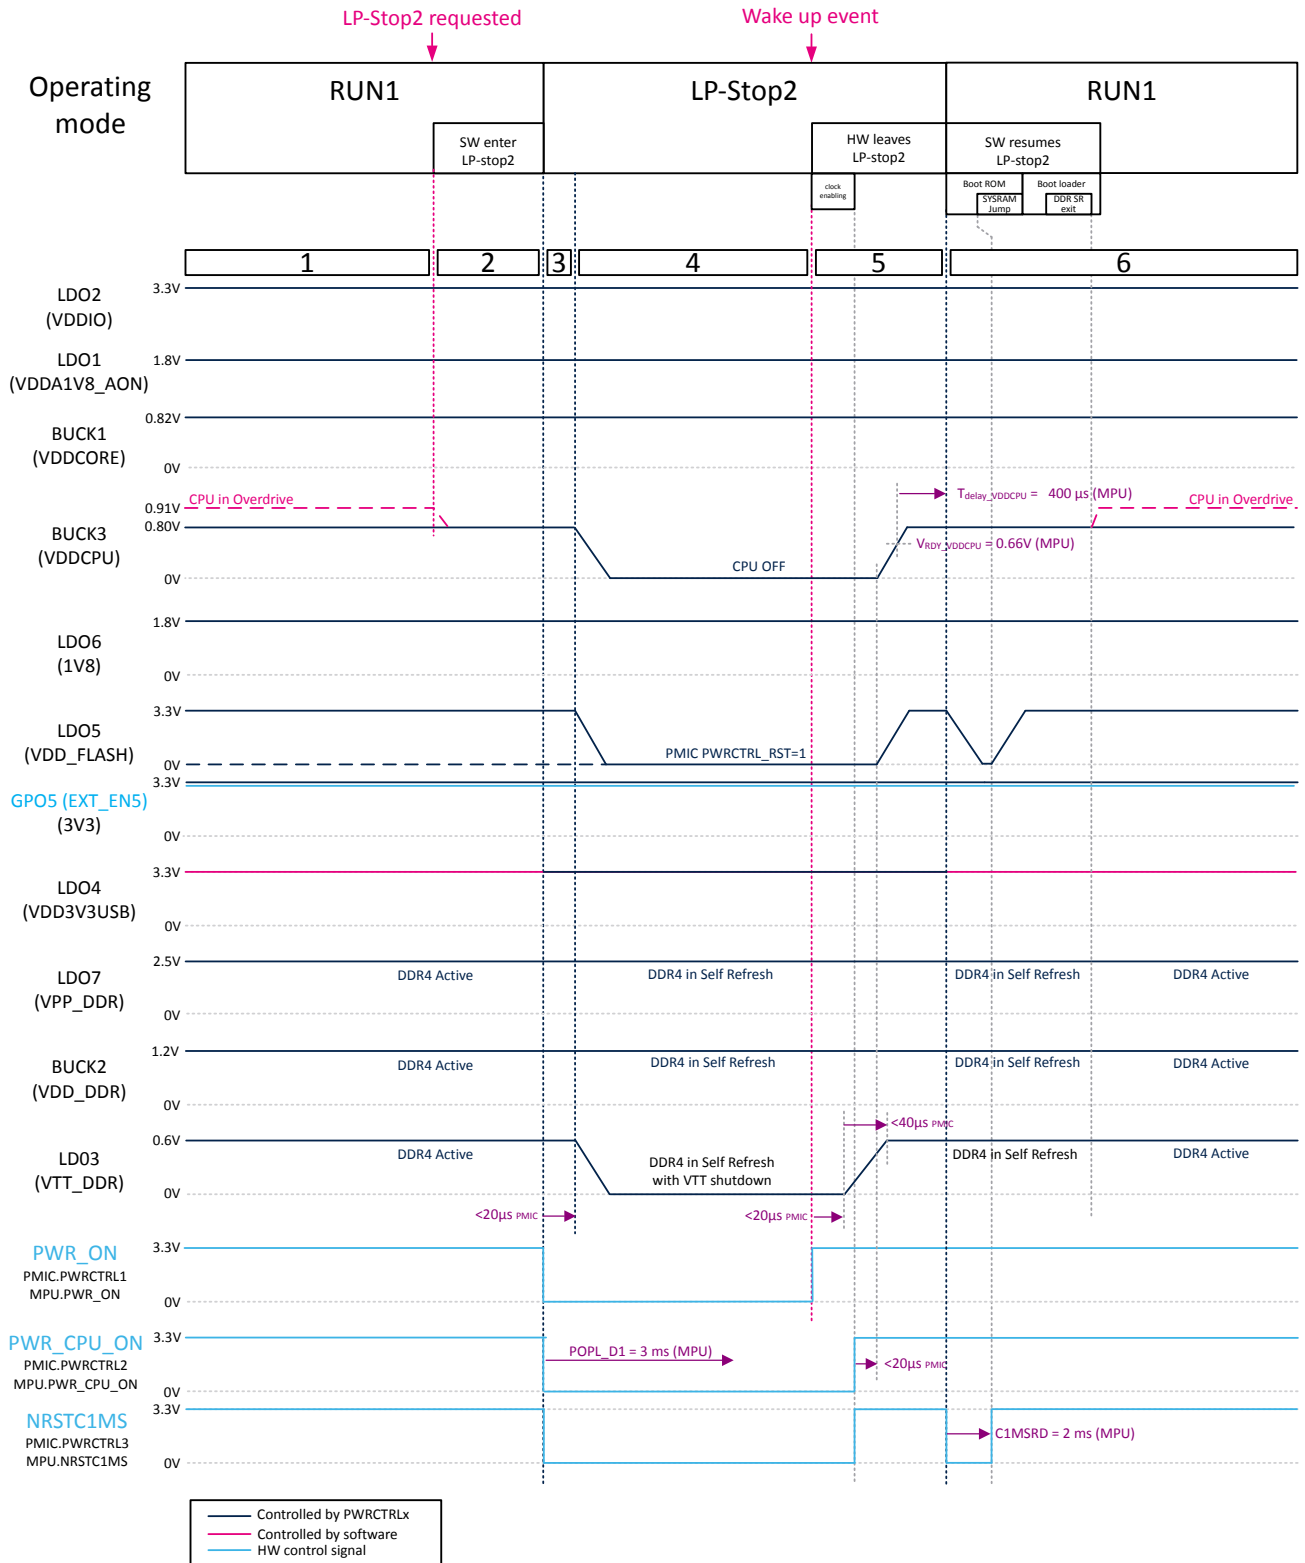 LP-Stop2 requested
Wake up event
Operating
mode
RUN1
LP-Stop2
RUN1
SW enter
LP-stop2
HW leaves
LP-stop2
SW resumes
LP-stop2
clock
enabling
Boot ROM
Boot loader
SYSRAM
Jump
DDR SR
exit
1
2
3
4
5
6
LDO2
(VDDIO)
3.3V
LDO1
(VDDA1V8_AON)
1.8V
BUCK1
(VDDCORE)
0.82V
0V
BUCK3
(VDDCPU)
0.91V
0.80V
0V
CPU in Overdrive
CPU OFF
Tdelay_VDDCPU = 400 µs (MPU)
VRDY_VDDCPU = 0.66V (MPU)
CPU in Overdrive
LDO6
(1V8)
1.8V
0V
LDO5
(VDD_FLASH)
3.3V
0V
PMIC PWRCTRL_RST=1
GPO5 (EXT_EN5)
(3V3)
3.3V
0V
LDO4
(VDD3V3USB)
3.3V
0V
LDO7
(VPP_DDR)
2.5V
0V
DDR4 Active
DDR4 in Self Refresh
DDR4 in Self Refresh
DDR4 Active
BUCK2
(VDD_DDR)
1.2V
0V
DDR4 Active
DDR4 in Self Refresh
DDR4 in Self Refresh
DDR4 Active
LD03
(VTT_DDR)
0.6V
0V
DDR4 Active
DDR4 in Self Refresh
with VTT shutdown
<40µs PMIC
DDR4 in Self Refresh
DDR4 Active
<20µs PMIC
<20µs PMIC
PWR_ON
PMIC.PWRCTRL1
MPU.PWR_ON
3.3V
0V
PWR_CPU_ON
PMIC.PWRCTRL2
MPU.PWR_CPU_ON
3.3V
0V
POPL_D1 = 3 ms (MPU)
<20µs PMIC
NRSTC1MS
PMIC.PWRCTRL3
MPU.NRSTC1MS
3.3V
0V
C1MSRD = 2 ms (MPU)
Controlled by PWRCTRLx
Controlled by software
HW control signal